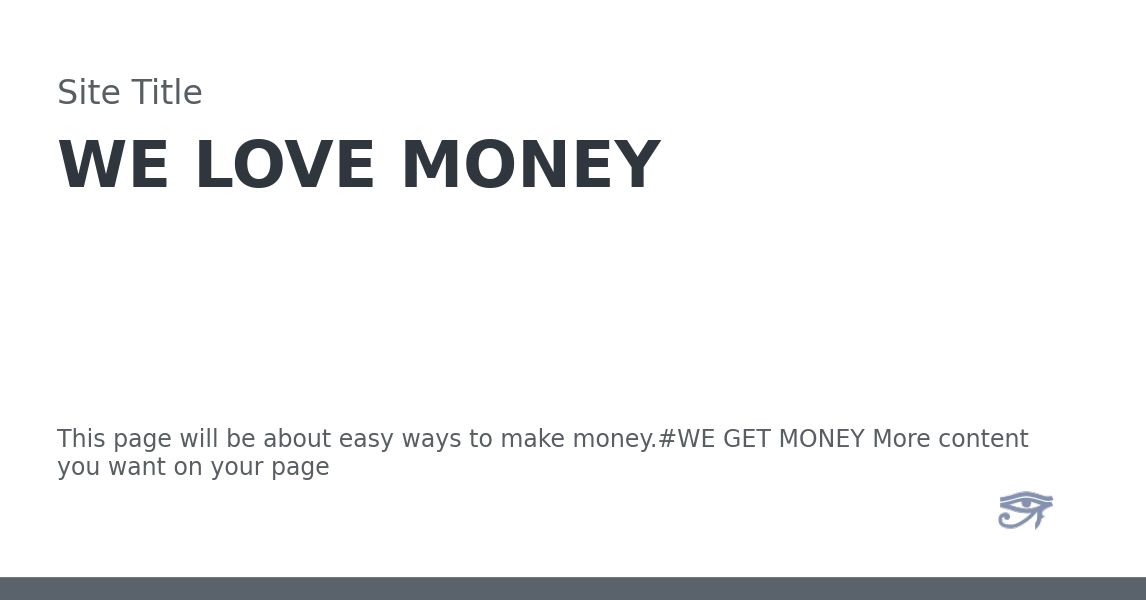 Site Title
WE LOVE MONEY
This page will be about easy ways to make money.#WE GET MONEY More content
you want on your page